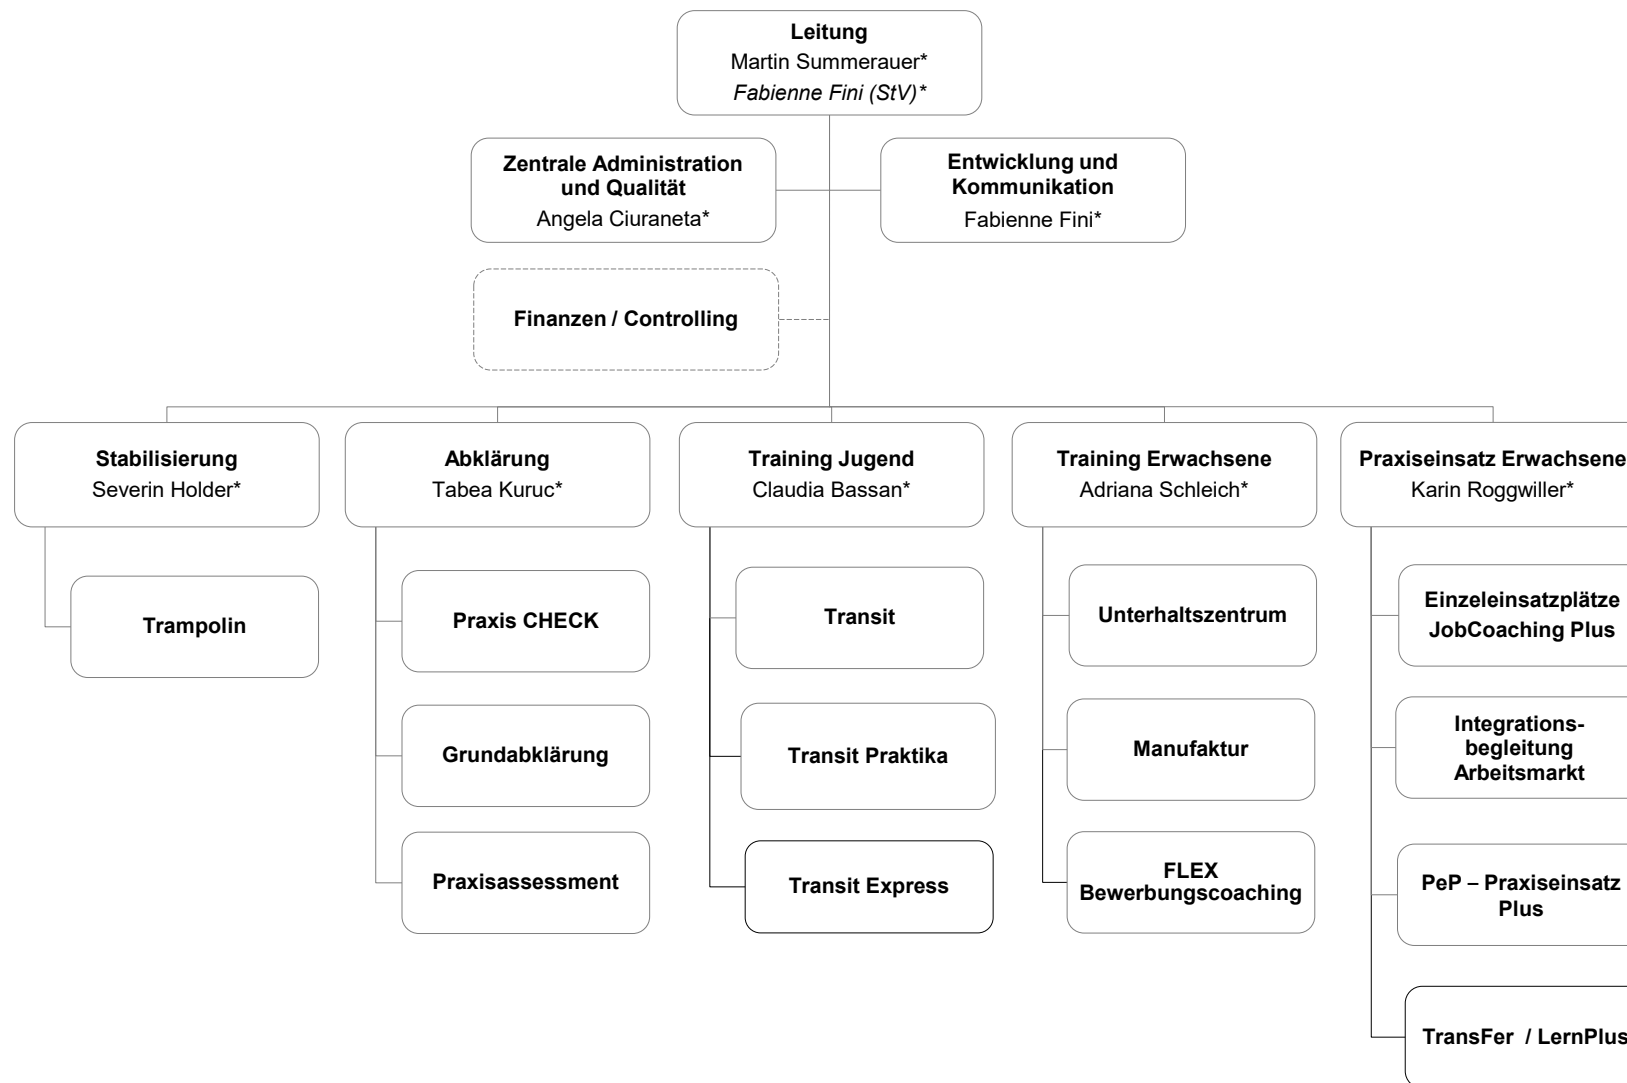 Leitung
Martin Summerauer*
Fabienne Fini (StV)*
Zentrale Administration
und Qualität
Angela Ciuraneta*
Entwicklung und
Kommunikation
Fabienne Fini*
Finanzen / Controlling
Stabilisierung
Severin Holder*
Abklärung
Tabea Kuruc*
Training Jugend
Claudia Bassan*
Training Erwachsene
Adriana Schleich*
Praxiseinsatz Erwachsene
Karin Roggwiller*
Trampolin
Praxis CHECK
Grundabklärung
Praxisassessment
Transit
Transit Praktika
Transit Express
Unterhaltszentrum
Manufaktur
FLEX
Bewerbungscoaching
Einzeleinsatzplätze
JobCoaching Plus
Integrations-
begleitung
Arbeitsmarkt
PeP – Praxiseinsatz
Plus
TransFer / LernPlus